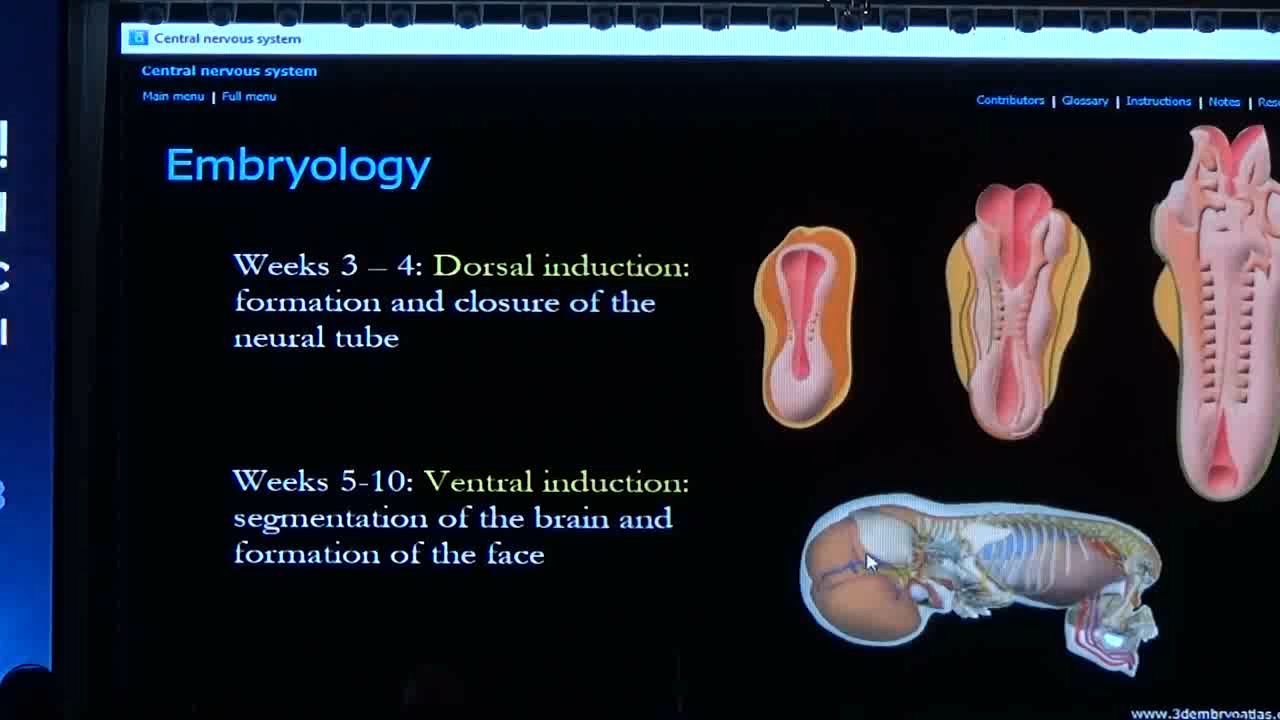 Central nervous system
Central nervous system
Main menu | Full menu
Contributors | Glossary | Instructions | Notes |
Embryology
Weeks 3 – 4: Dorsal induction:
formation and closure of the
neural tube
Weeks 5-10: Ventral induction:
segmentation of the brain and
formation of the face